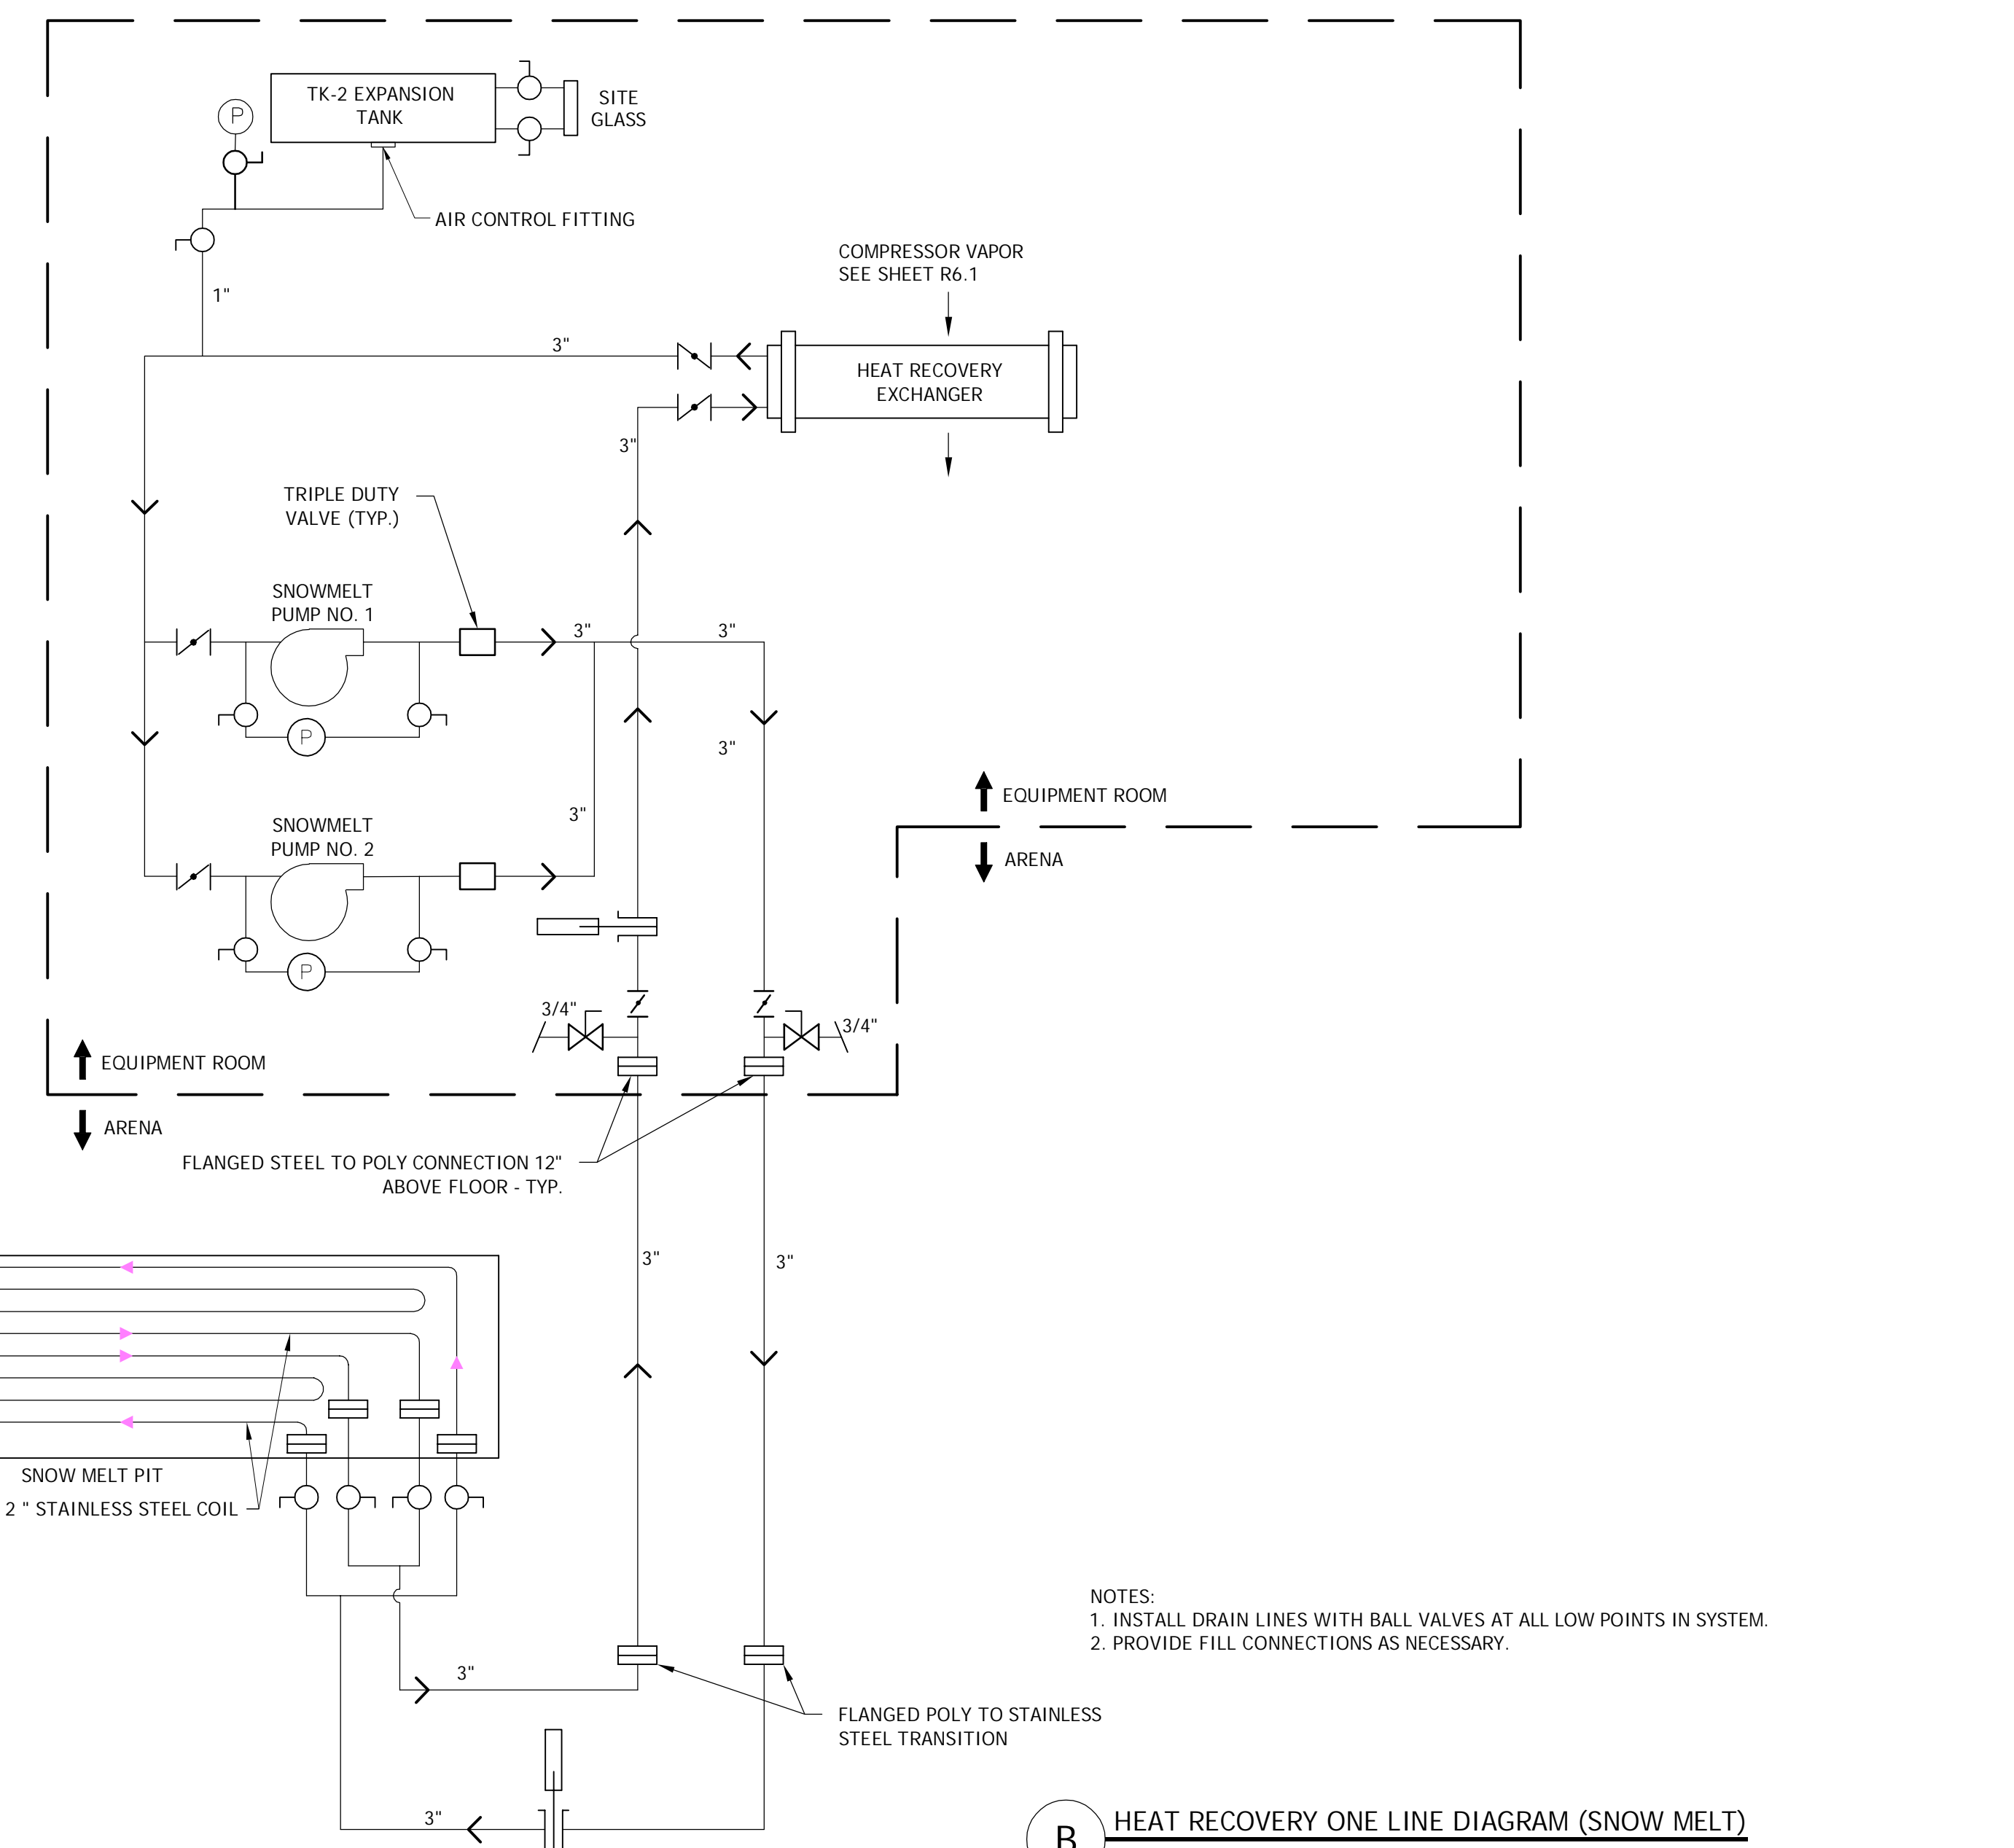 TK-2 EXPANSION
TANK
SITE
GLASS
P
AIR CONTROL FITTING
1"
COMPRESSOR VAPOR
SEE SHEET R6.1
3"
HEAT RECOVERY
EXCHANGER
3"
TRIPLE DUTY
VALVE (TYP.)
SNOWMELT
PUMP NO. 1
3"
3"
P
3"
EQUIPMENT ROOM
ARENA
3"
SNOWMELT
PUMP NO. 2
P
3/4"
3/4"
EQUIPMENT ROOM
ARENA
FLANGED STEEL TO POLY CONNECTION 12"
ABOVE FLOOR - TYP.
3"
3"
SNOW MELT PIT
2 " STAINLESS STEEL COIL
NOTES:
1. INSTALL DRAIN LINES WITH BALL VALVES AT ALL LOW POINTS IN SYSTEM.
2. PROVIDE FILL CONNECTIONS AS NECESSARY.
3"
FLANGED POLY TO STAINLESS
STEEL TRANSITION
3"
B
HEAT RECOVERY ONE LINE DIAGRAM (SNOW MELT)